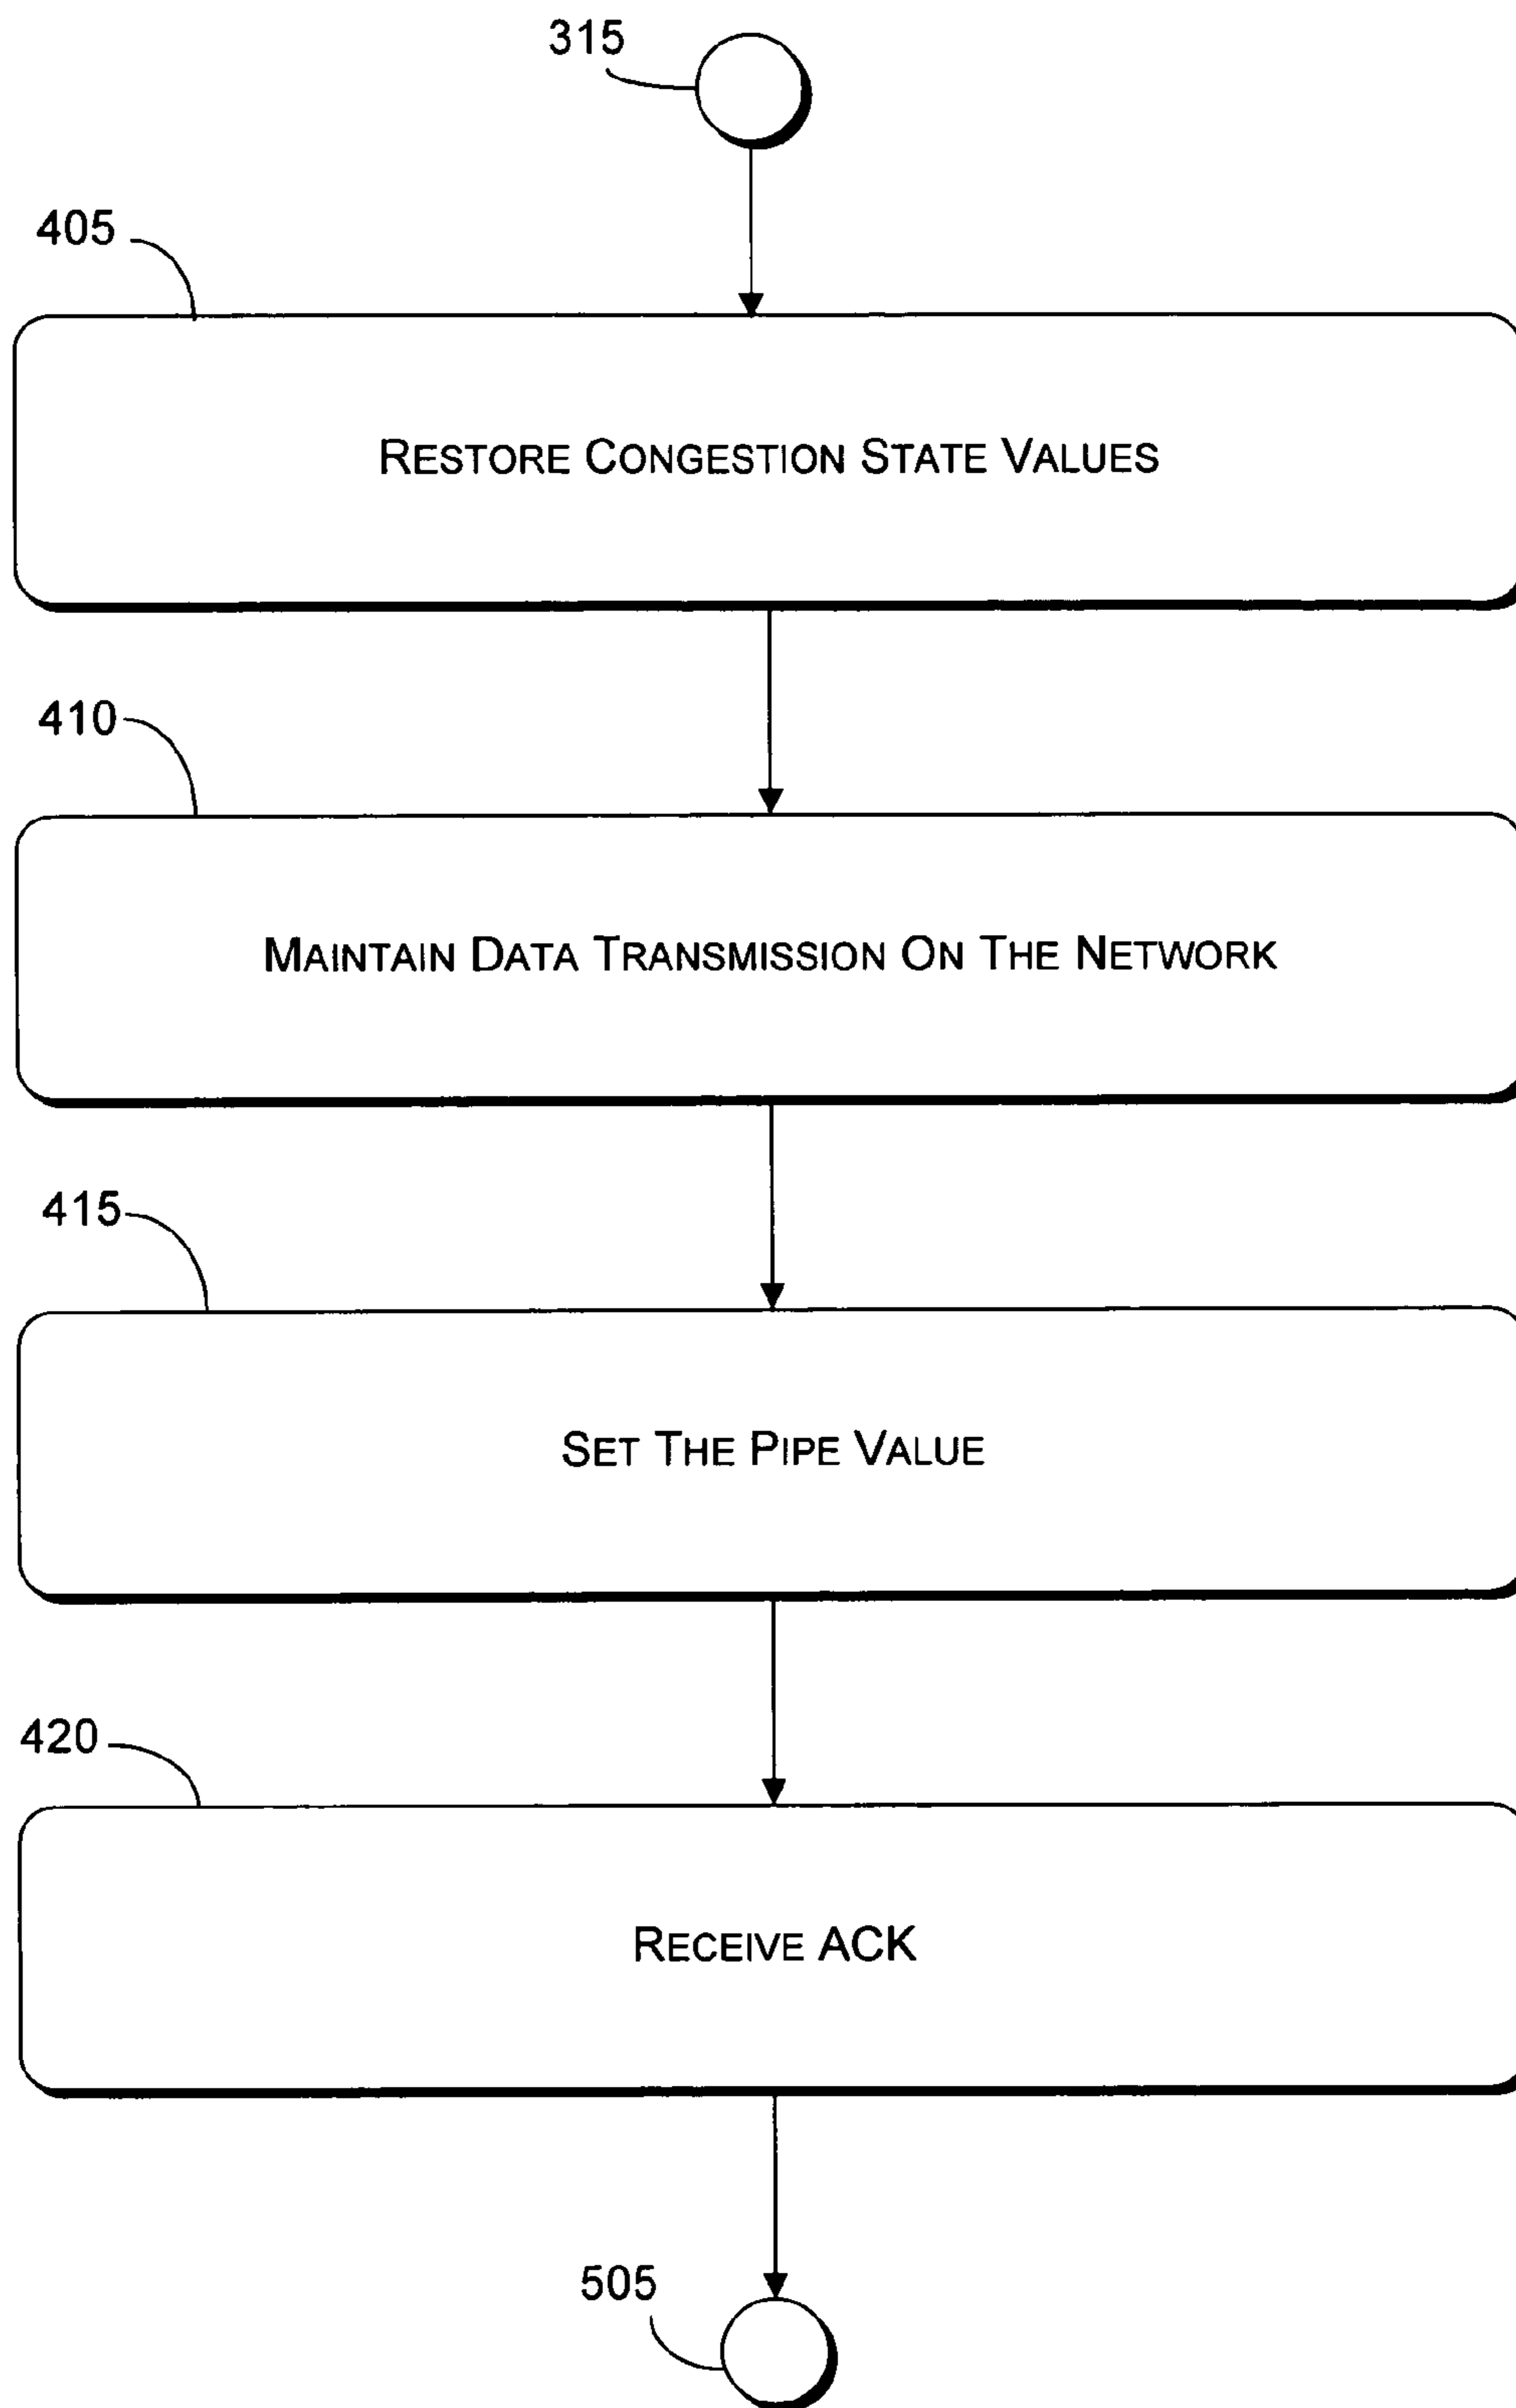 315
405
RESTORE CONGESTION STATE VALUES
410
MAINTAIN DATA TRANSMISSION ON THE NETWORK
415
SET THE PIPE VALUE
420
RECEIVE ACK
505